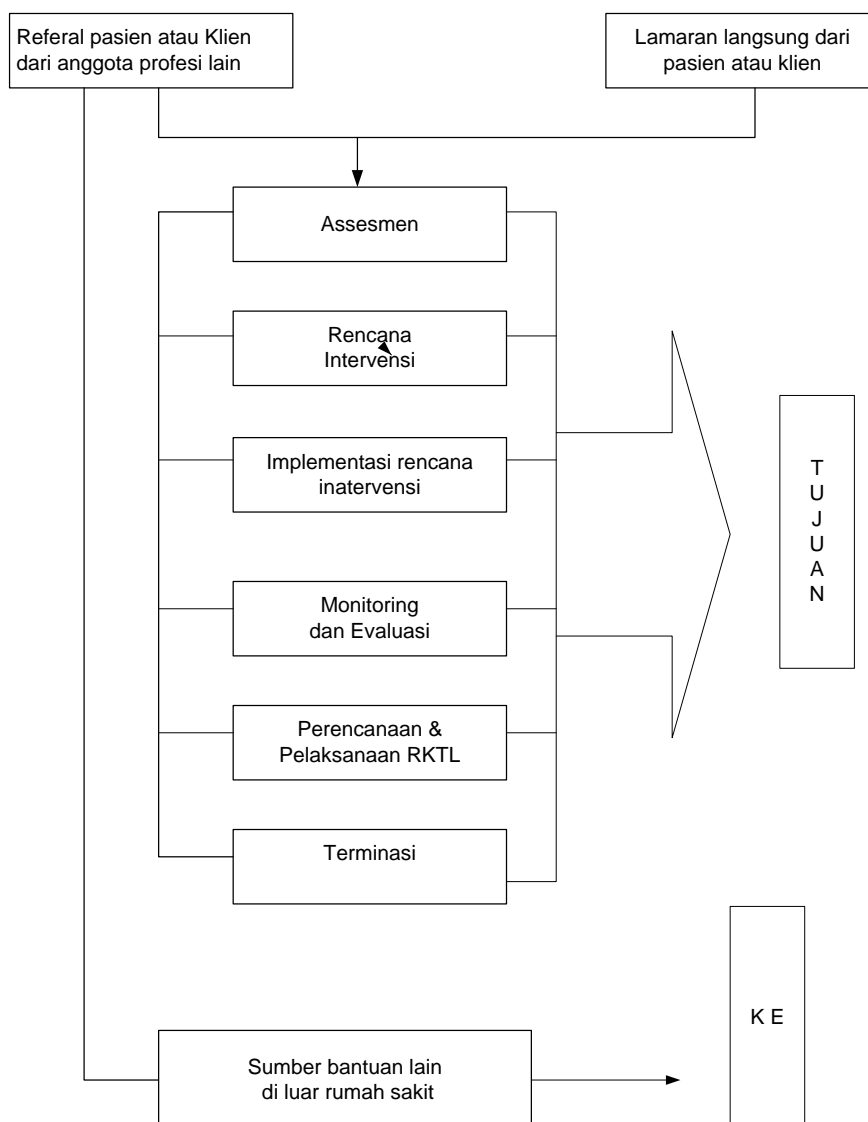 Referal pasien atau Klien
dari anggota profesi lain
Lamaran langsung dari
pasien atau klien
Assesmen
Rencana
Intervensi
Implementasi rencana
inatervensi
Monitoring
dan Evaluasi
Perencanaan &
Pelaksanaan RKTL
Terminasi
T
U
J
U
A
N
K E
Sumber bantuan lain
di luar rumah sakit